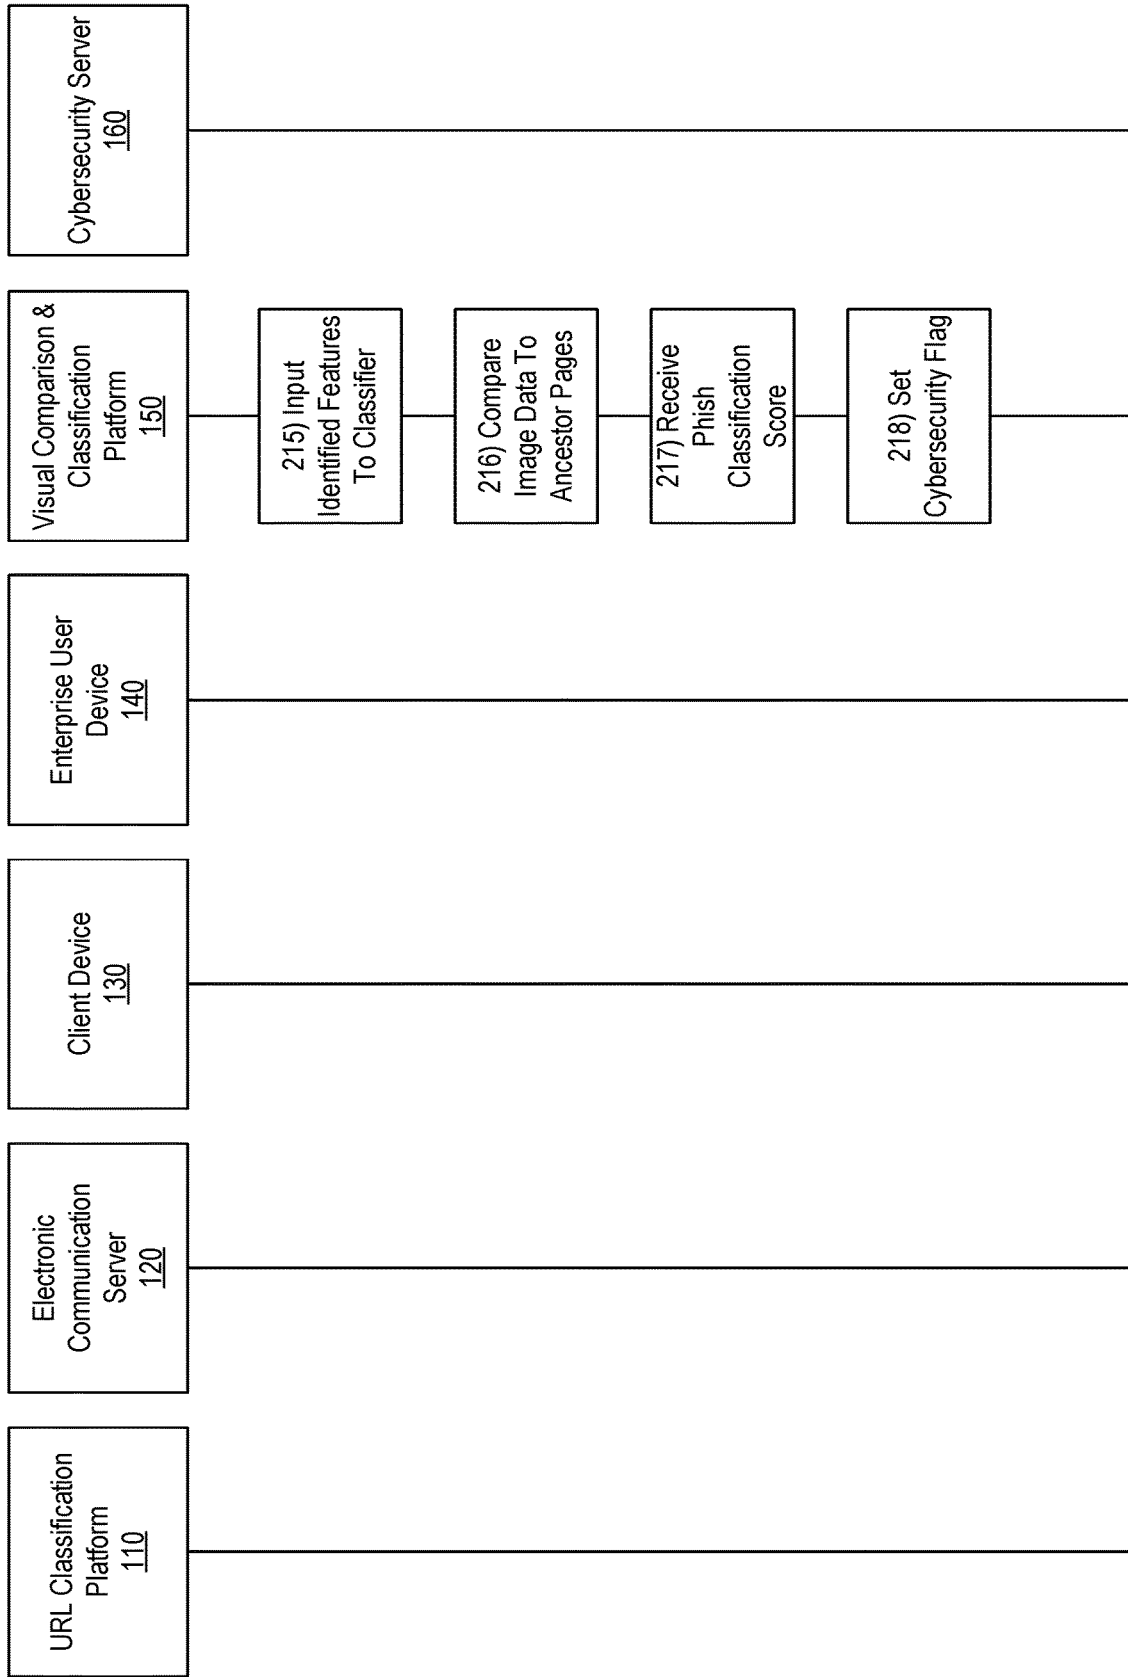 URL Classification
Platform
110
Electronic
Communication
Server
120
Client Device
130
Enterprise User
Device
140
Visual Comparison &
Classification
Platform
150
Cybersecurity Server
160
215) Input
Identified Features
To Classifier
216) Compare
Image Data To
Ancestor Pages
217) Receive
Phish
Classification
Score
218) Set
Cybersecurity Flag